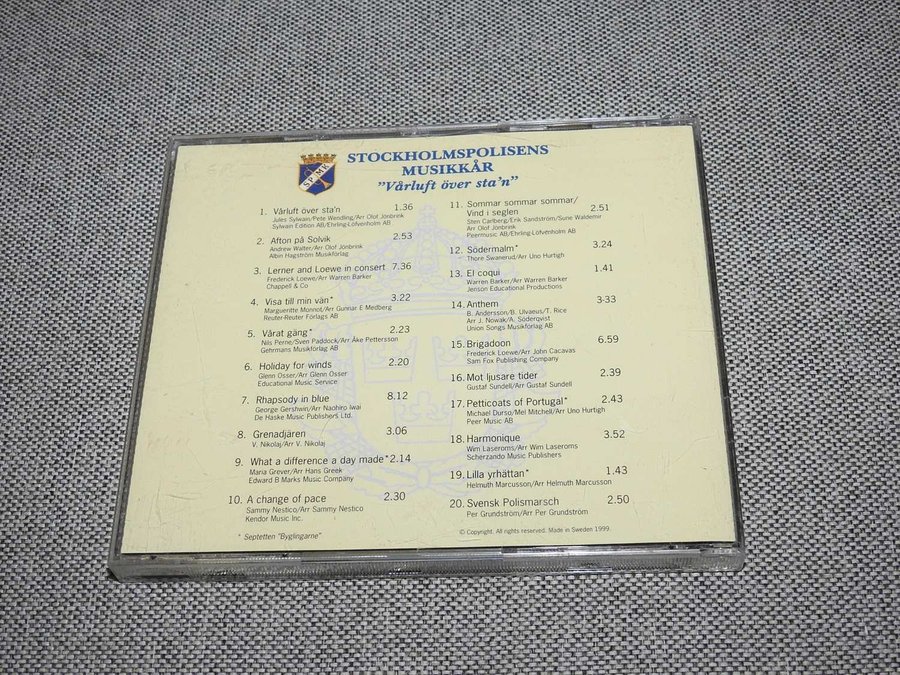 SPMK
STOCKHOLMSPOLISENS
MUSIKKÅR
"Vårluft över sta'n"
1. Vårluft över sta'n 1.36
Jules Sylwain/Pete Wendling/Arr Olof Jönbrink
Sylwain Edition AB/Ehrling-Löfvenholm AB
2. Afton på Solvik 2.53
Andrew Walter/Arr Olof Jönbrink
Albin Hagström Musikförlag
3. Lerner and Loewe in consert 7.36
Frederick Loewe/Arr Warren Barker
Chappell & Co
4. Visa till min vän* 3.22
Marguenitte Monnot/Arr Gunnar E Medberg
Reuter-Reuter Förlags AB
5. Vårat gäng* 2.23
Nils Perne/Sven Paddock/Arr Åke Pettersson
Gehrmans Musikförlag AB
6. Holiday for winds 2.20
Glenn Osser/Arr Glenn Osser
Educational Music Service
7. Rhapsody in blue 8.12
George Gershwin/Arr Naohiro Iwai
De Haske Music Publishers Ltd.
8. Grenadjären 3.06
V. Nikolaj/Arr V. Nikolaj
9. What a difference a day made* 2.14
Maria Grever/Arr Hans Greek
Edward B Marks Music Company
10. A change of pace 2.30
Sammy Nestico/Arr Sammy Nestico
Kendor Music Inc.
* Septetten "Byglingarne"
11. Sommar sommar sommar/
Vind i seglen 2.51
Sten Carlberg/Erik Sandström/Sune Waldemir
Arr Olof Jönbrink
Peermusic AB/Ehrling-Löfvenholm AB
12. Södermalm* 3.24
Thore Swanerud/Arr Uno Hurtigh
13. El coqui 1.41
Warren Barker/Arr Warren Barker
Jenson Educational Productions
14. Anthem 3-33
B. Andersson/B. Ulvaeus/T. Rice
Arr J. Nowak/A. Söderqvist
Union Songs Musikförlag AB
15. Brigadoon 6.59
Frederick Loewe/Arr John Cacavas
Sam Fox Publishing Company
16. Mot ljusare tider 2.39
Gustaf Sundell/Arr Gustaf Sundell
17. Petticoats of Portugal* 2.43
Michael Durso/Mel Mitchell/Arr Uno Hurtigh
Peer Music AB
18. Harmonique 3.52
Wim Laseroms/Arr Wim Laseroms
Scherzando Music Publishers
19. Lilla yrhättan* 1.43
Helmuth Marcusson/Arr Helmuth Marcusson
20. Svensk Polismarsch 2.50
Per Grundström/Arr Per Grundström
© Copyright. All rights reserved. Made in Sweden 1999.